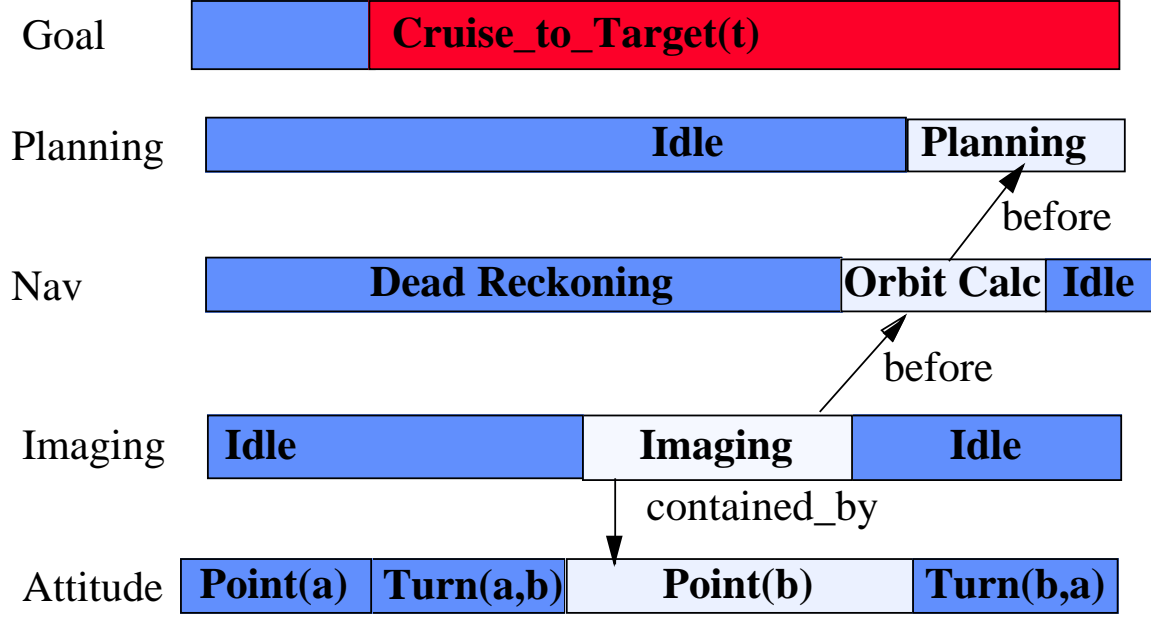 Goal Cruise_to_Target(t)
Planning Idle Planning
before
Nav Dead Reckoning Orbit Calc Idle
before
Imaging Idle Imaging Idle
contained_by
Attitude Point(a) Turn(a,b) Point(b) Turn(b,a)